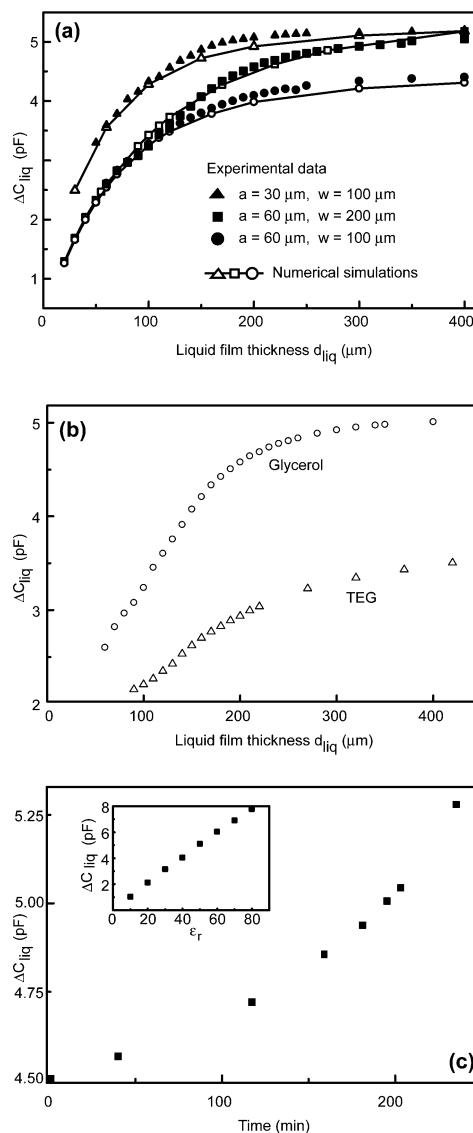 (a)
5
4
2
1
ΔC liq (pF)
Experimental data
a = 30 μm, w = 100 μm
a = 60 μm, w = 200 μm
a = 60 μm, w = 100 μm
Numerical simulations
0 100 200 300 400
Liquid film thickness d liq (μm)
(b)
5
4
3
2
ΔC liq (pF)
Glycerol
TEG
100 200 300 400
Liquid film thickness d liq (μm)
5.25
5.00
4.75
4.50
ΔC liq (pF)
8
6
4
2
ΔC liq (pF)
0 20 40 60 80
εr
(c)
0 100 200
Time (min)